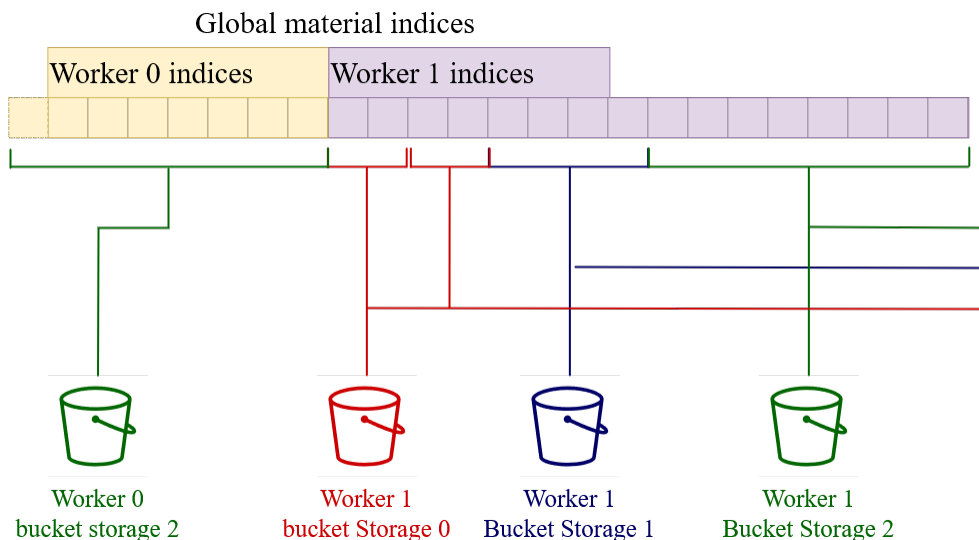 Global material indices
Worker 0 indices
Worker 1 indices
Worker 0
bucket storage 2
Worker 1
bucket Storage 0
Worker 1
Bucket Storage 1
Worker 1
Bucket Storage 2